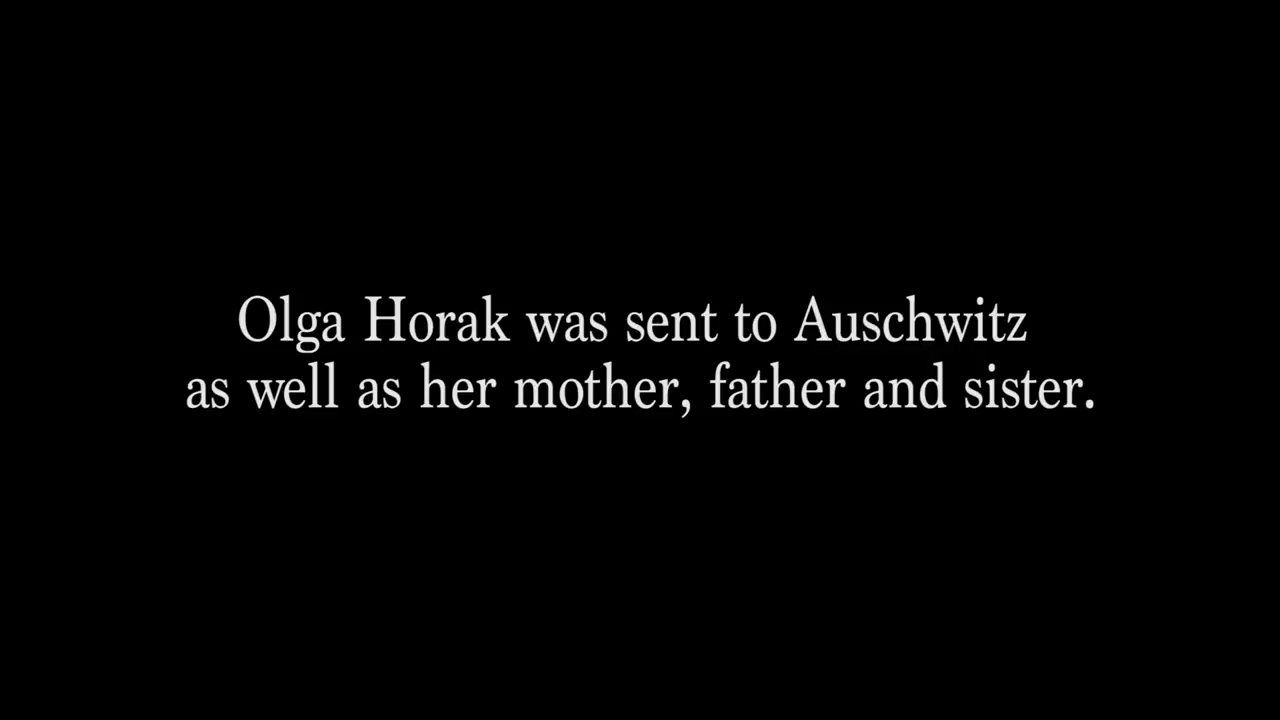 Olga Horak was sent to Auschwitz
as well as her mother, father and sister.